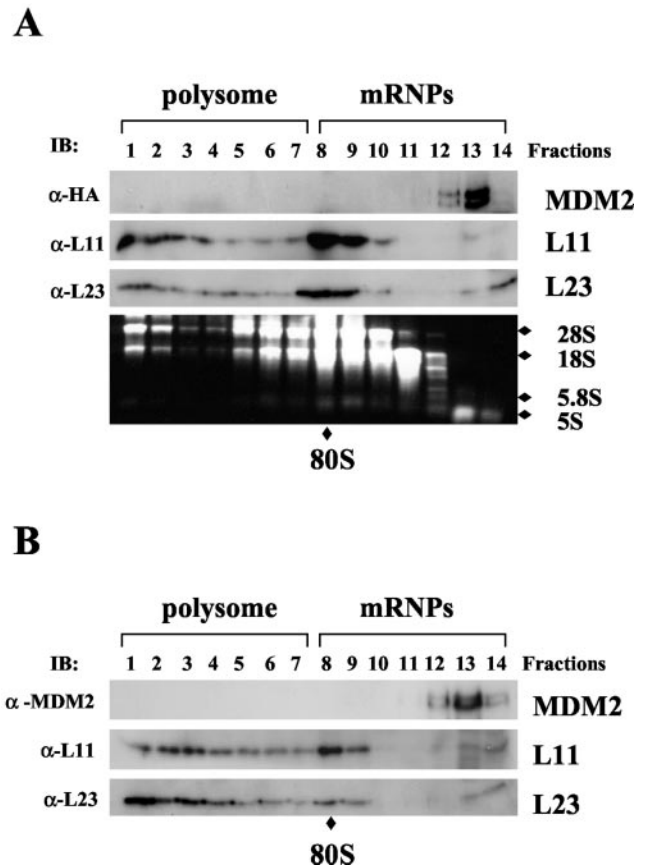 A
polysome mRNPs
IB: 1 2 3 4 5 6 7 8 9 10 11 12 13 14 Fractions
α-HA MDM2
α-L11 L11
α-L23 L23
28S
18S
5.8S
5S
80S
B
polysome mRNPs
IB: 1 2 3 4 5 6 7 8 9 10 11 12 13 14 Fractions
α-MDM2 MDM2
α-L11 L11
α-L23 L23
80S